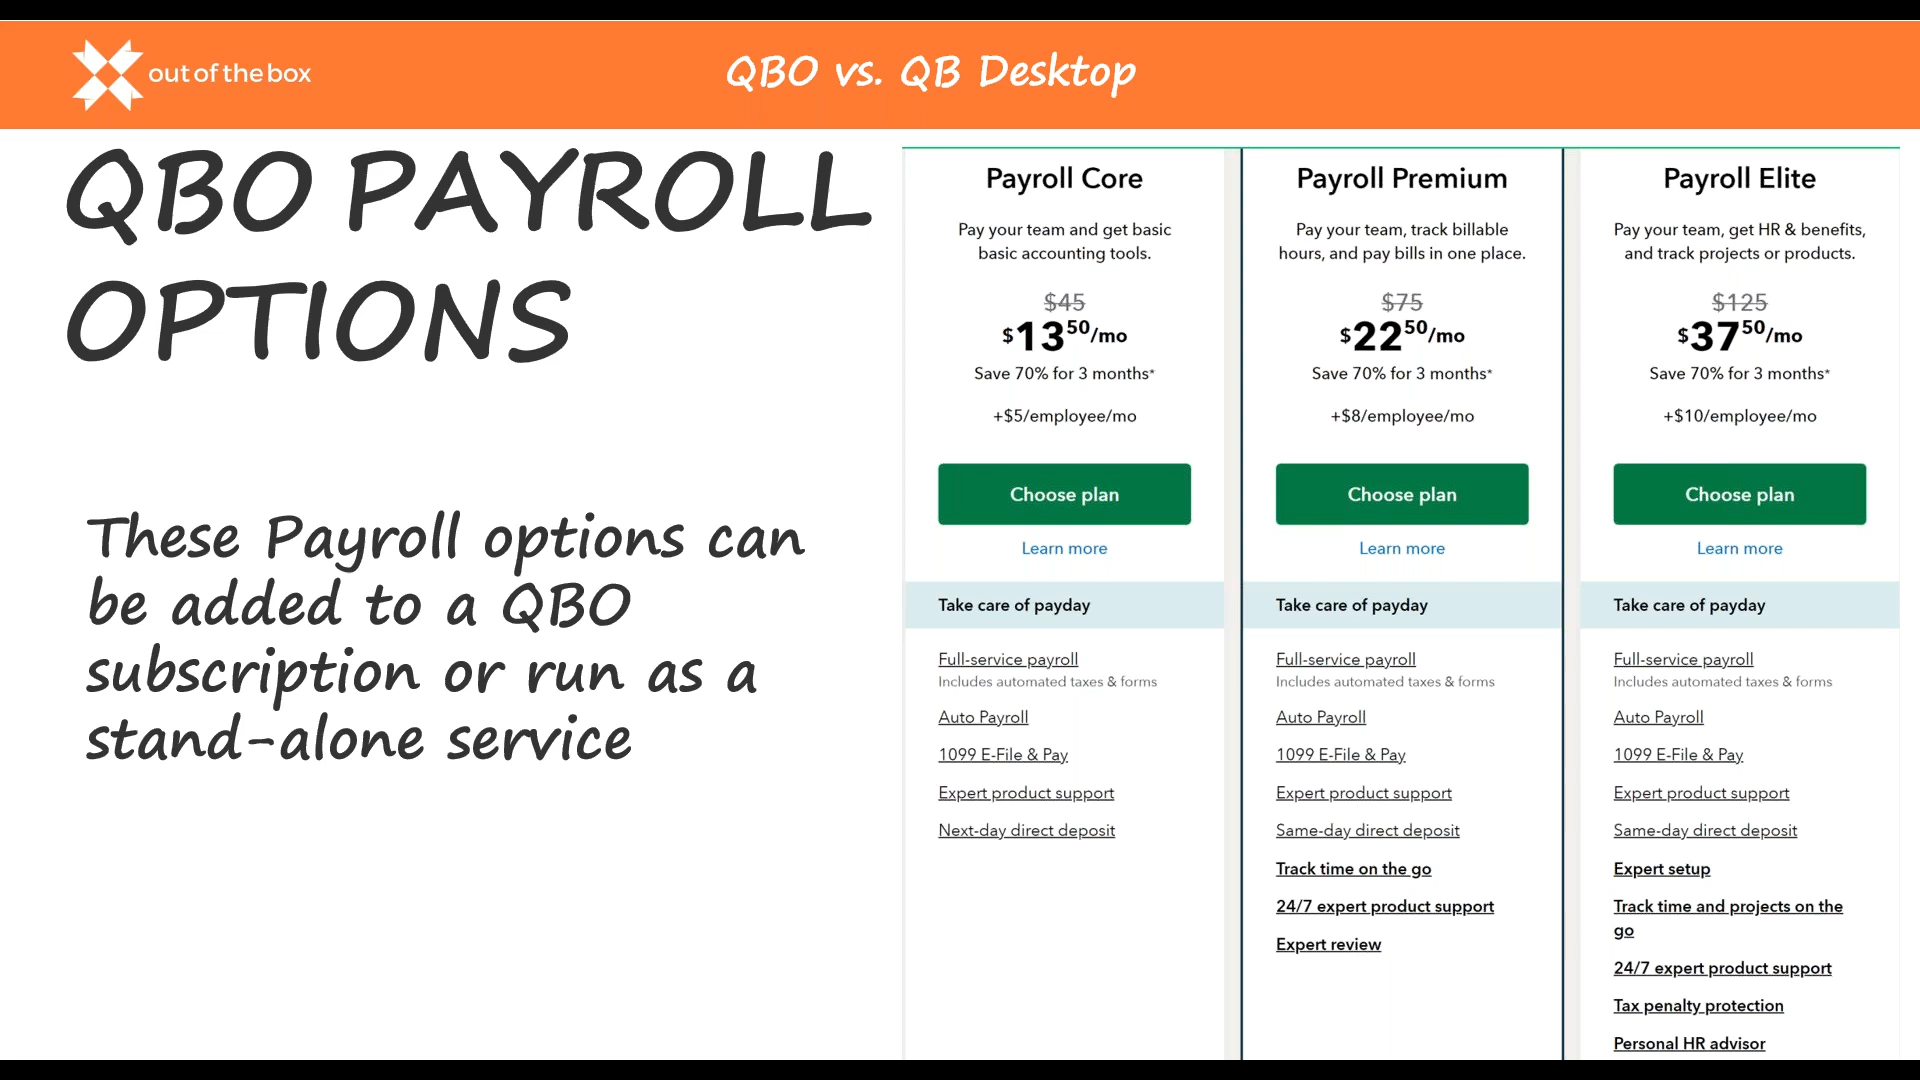 out of the box
QBO vs. QB Desktop
QBO PAYROLL
OPTIONS
These Payroll options can
be added to a QBO
subscription or run as a
stand-alone service
Payroll Core
Pay your team and get basic
basic accounting tools.
$45
$1350/mo
Save 70% for 3 months*
+$5/employee/mo
Choose plan
Learn more
Take care of payday
Full-service payroll
Includes automated taxes & forms
Auto Payroll
1099 E-File & Pay
Expert product support
Next-day direct deposit
Payroll Premium
Pay your team, track billable
hours, and pay bills in one place.
$75
$2250/mo
Save 70% for 3 months*
+$8/employee/mo
Choose plan
Learn more
Take care of payday
Full-service payroll
Includes automated taxes & forms
Auto Payroll
1099 E-File & Pay
Expert product support
Same-day direct deposit
Track time on the go
24/7 expert product support
Expert review
Payroll Elite
Pay your team, get HR & benefits,
and track projects or products.
$125
$3750/mo
Save 70% for 3 months*
+$10/employee/mo
Choose plan
Learn more
Take care of payday
Full-service payroll
Includes automated taxes & forms
Auto Payroll
1099 E-File & Pay
Expert product support
Same-day direct deposit
Expert setup
Track time and projects on the
go
24/7 expert product support
Tax penalty protection
Personal HR advisor